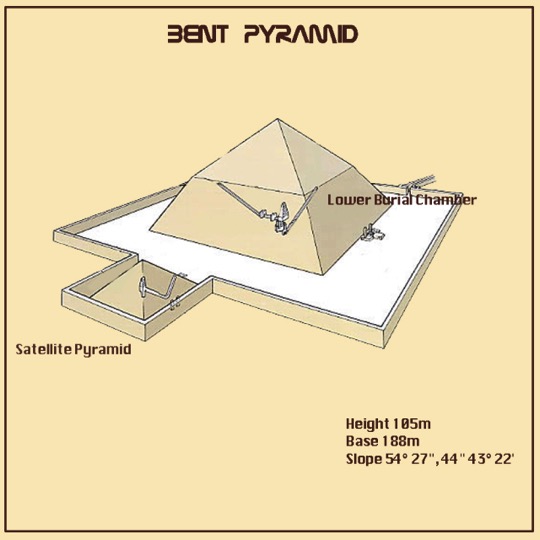 BENT PYRAMID
Lower Burial Chamber
Satellite Pyramid
Height 105m
Base 188m
Slope 54° 27", 44" 43° 22'